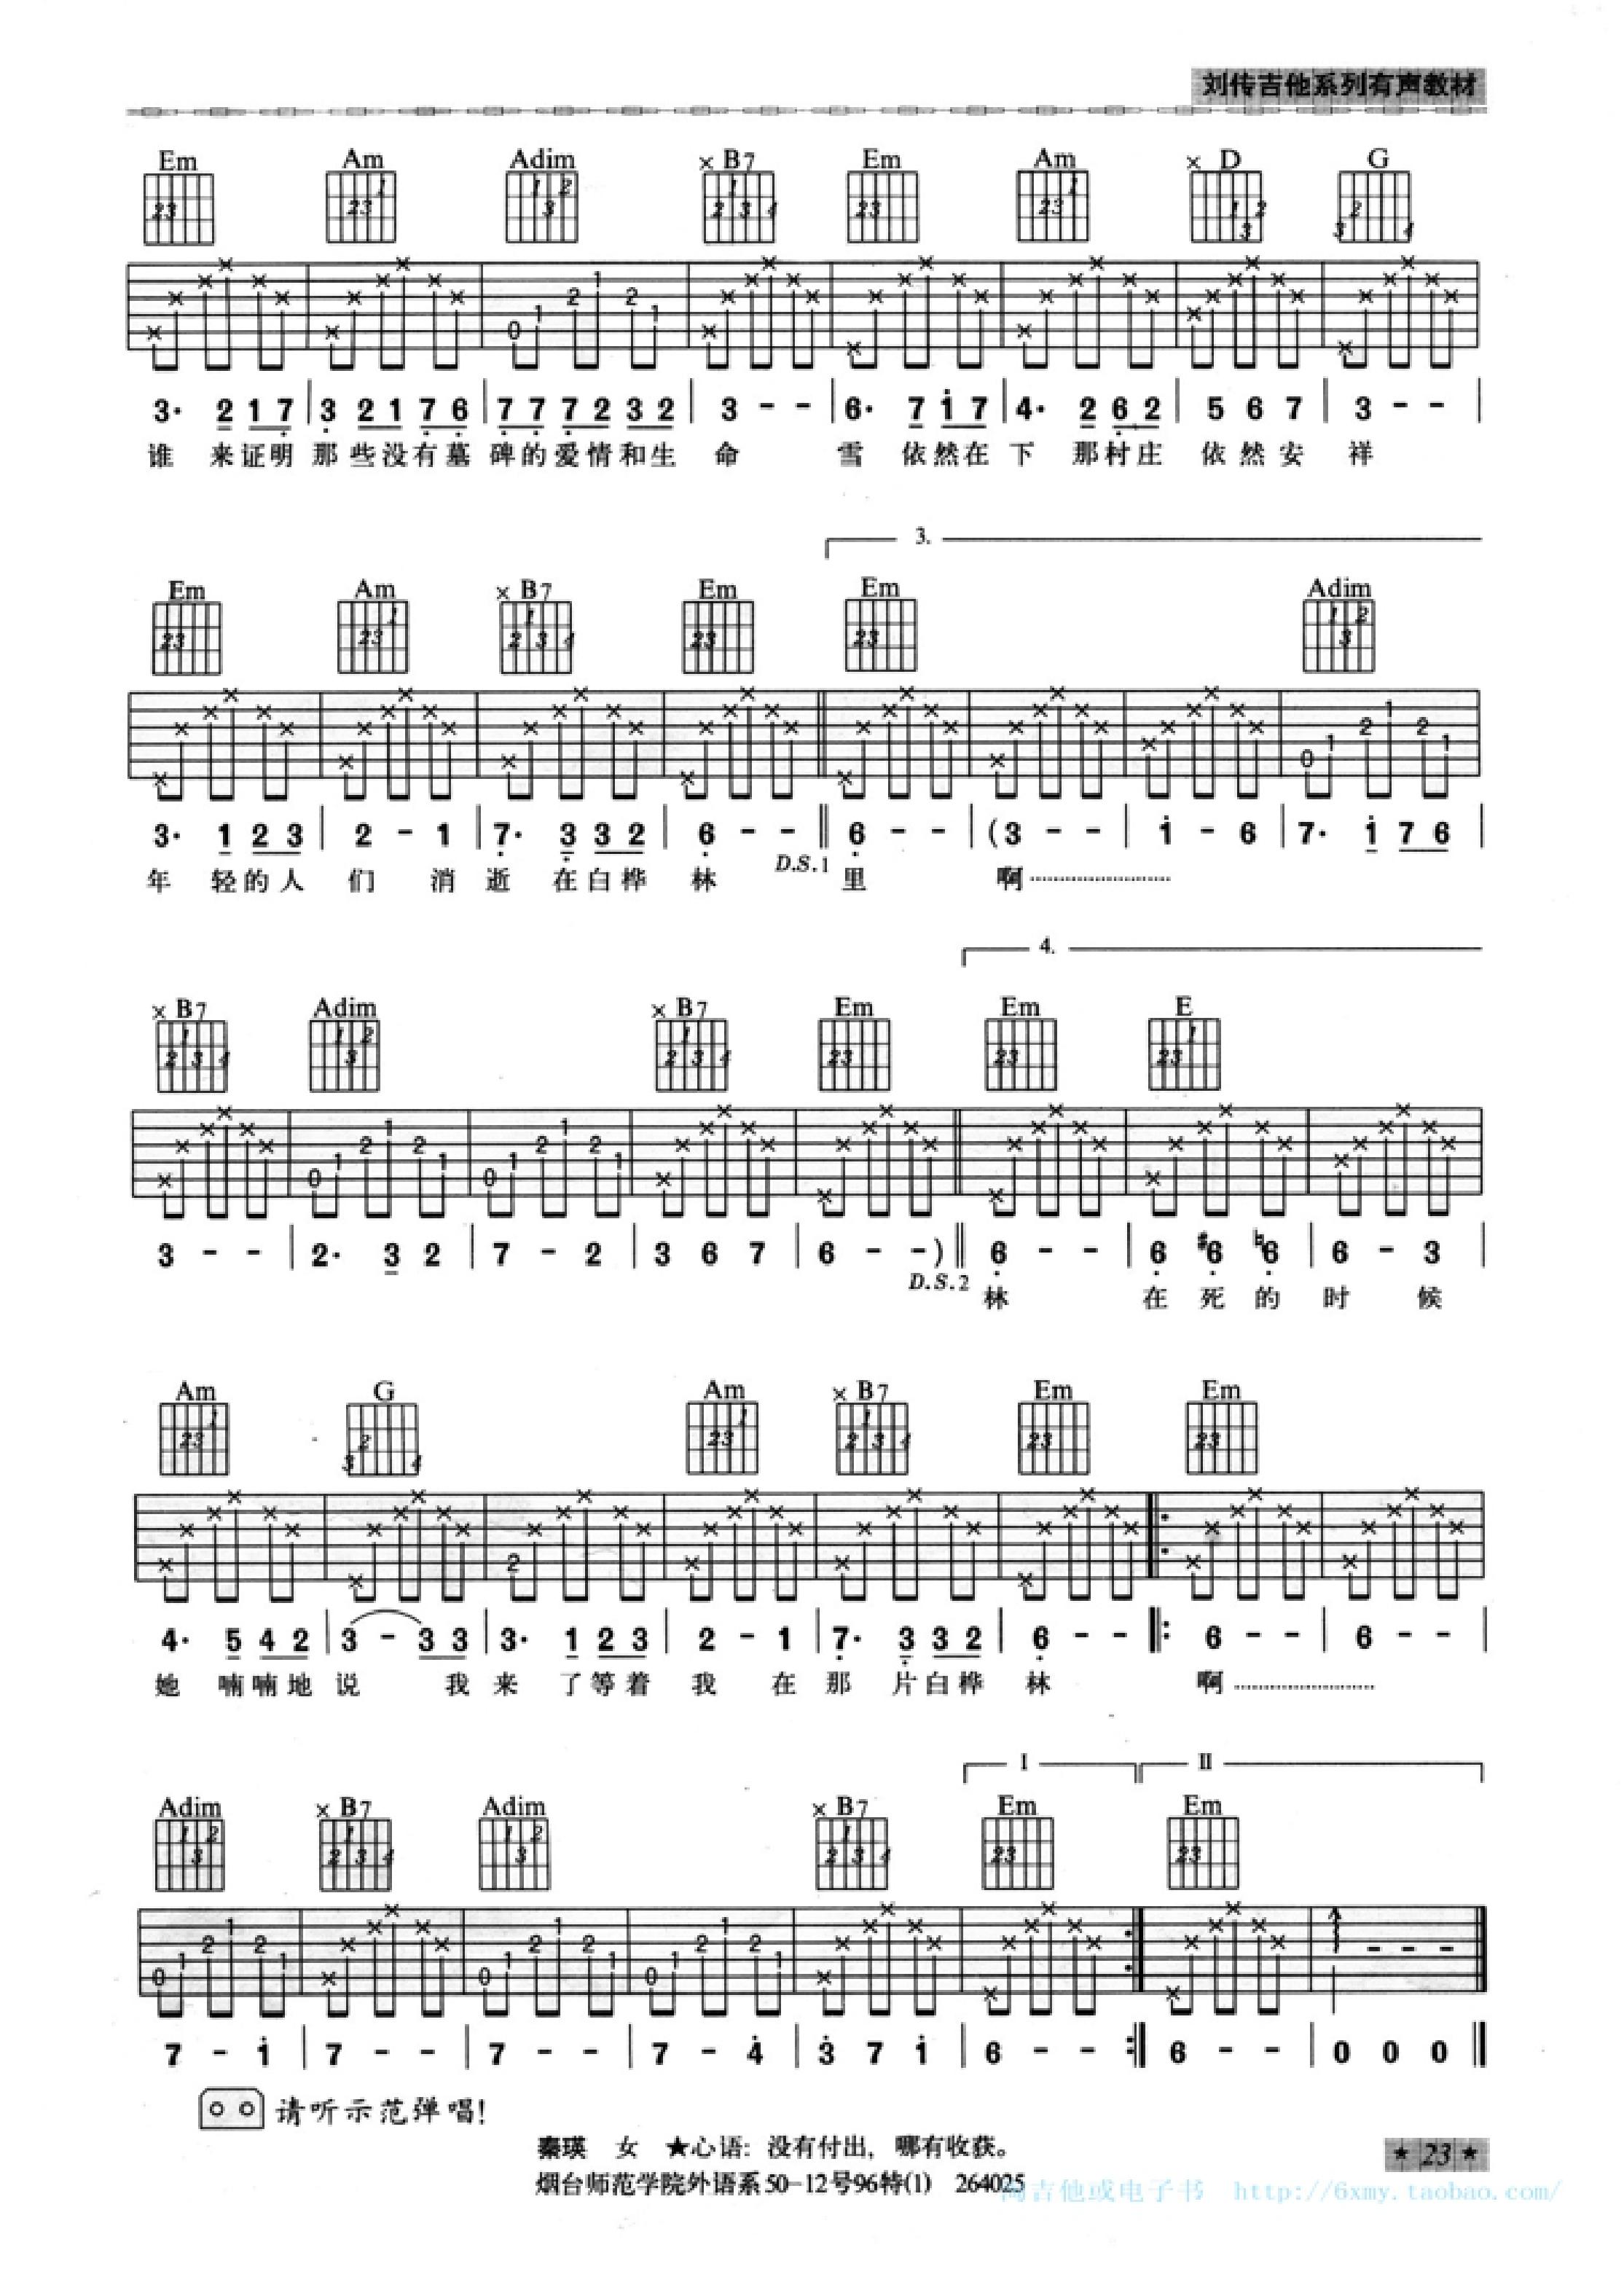 刘传吉他系列有声教材
Em Am Adim × B7 Em Am × D G
3· 2 1 7 | 3 2 1 7 6 | 7 7 7 2 3 2 | 3 - - | 6· 7 1 7 | 4· 2 6 2 | 5 6 7 | 3 - - |
谁 来证明 那些没有墓 碑的爱情和生 命 雪 依然在 下 那村庄 依然安 祥
3.
Em Am × B7 Em Em Adim
3· 1 2 3 | 2 - 1 | 7· 3 3 2 | 6 - - || 6 - - | (3 - - | 1 - 6 | 7· 1 7 6 |
年 轻的人 们 消 逝 在白桦 林 D.S.1 里 啊……………………
4.
× B7 Adim × B7 Em Em E
3 - - | 2· 3 2 | 7 - 2 | 3 6 7 | 6 - -) || 6 - - | 6 #6 ♮6 | 6 - 3 |
D.S.2 林 在 死 的 时 候
Am G Am × B7 Em Em
4· 5 4 2 | 3 - 3 3 | 3· 1 2 3 | 2 - 1 | 7· 3 3 2 | 6 - - ‖: 6 - - | 6 - - |
她 喃喃地 说 我 来 了等着 我 在 那 片白桦 林 啊……………………
I II
Adim × B7 Adim × B7 Em Em
7 - 1 | 7 - - | 7 - - | 7 - 4 | 3 7 1 | 6 - - :‖ 6 - - | 0 0 0 ‖
请听示范弹唱!
秦瑛 女 ★心语: 没有付出, 哪有收获。
★ 23 ★
烟台师范学院外语系50-12号96特(1) 264025
淘吉他或电子书 http://6xmy.taobao.com/